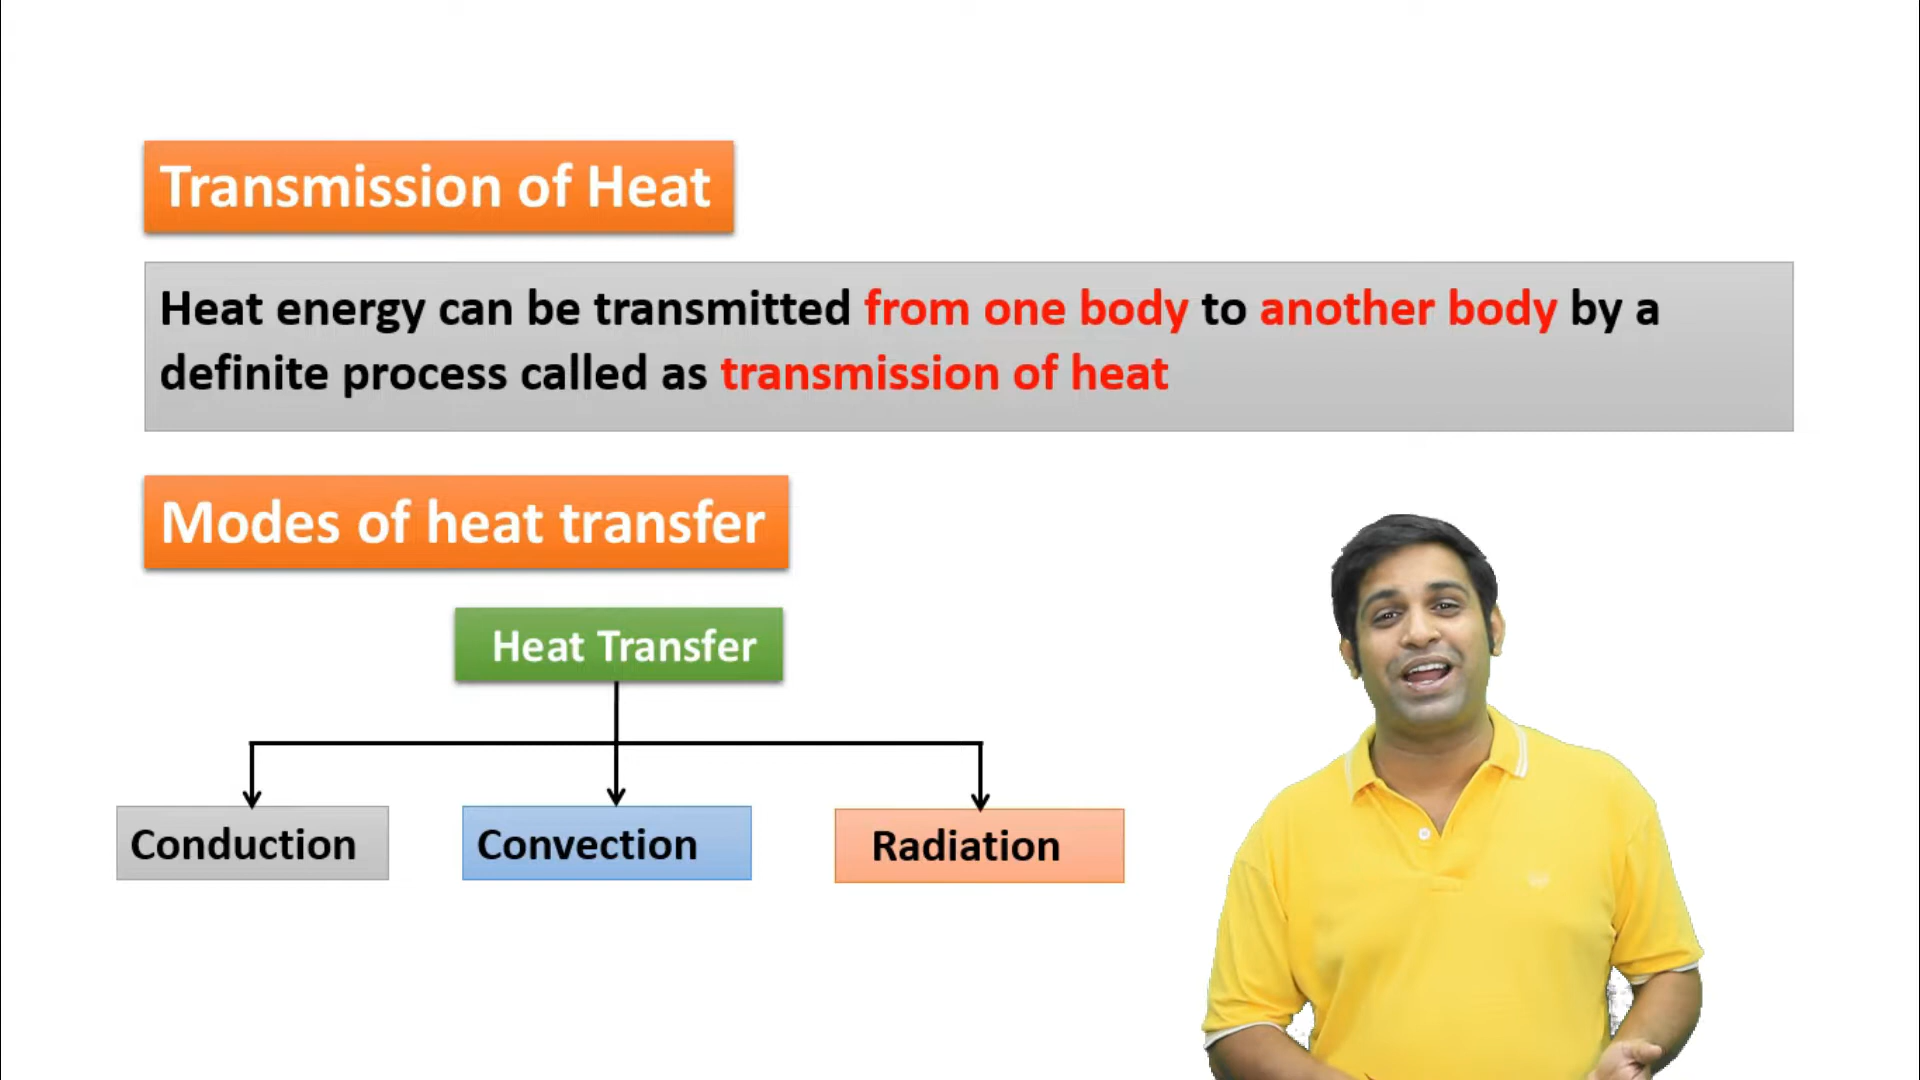 Transmission of Heat
Heat energy can be transmitted from one body to another body by a
definite process called as transmission of heat
Modes of heat transfer
Heat Transfer
Conduction
Convection
Radiation